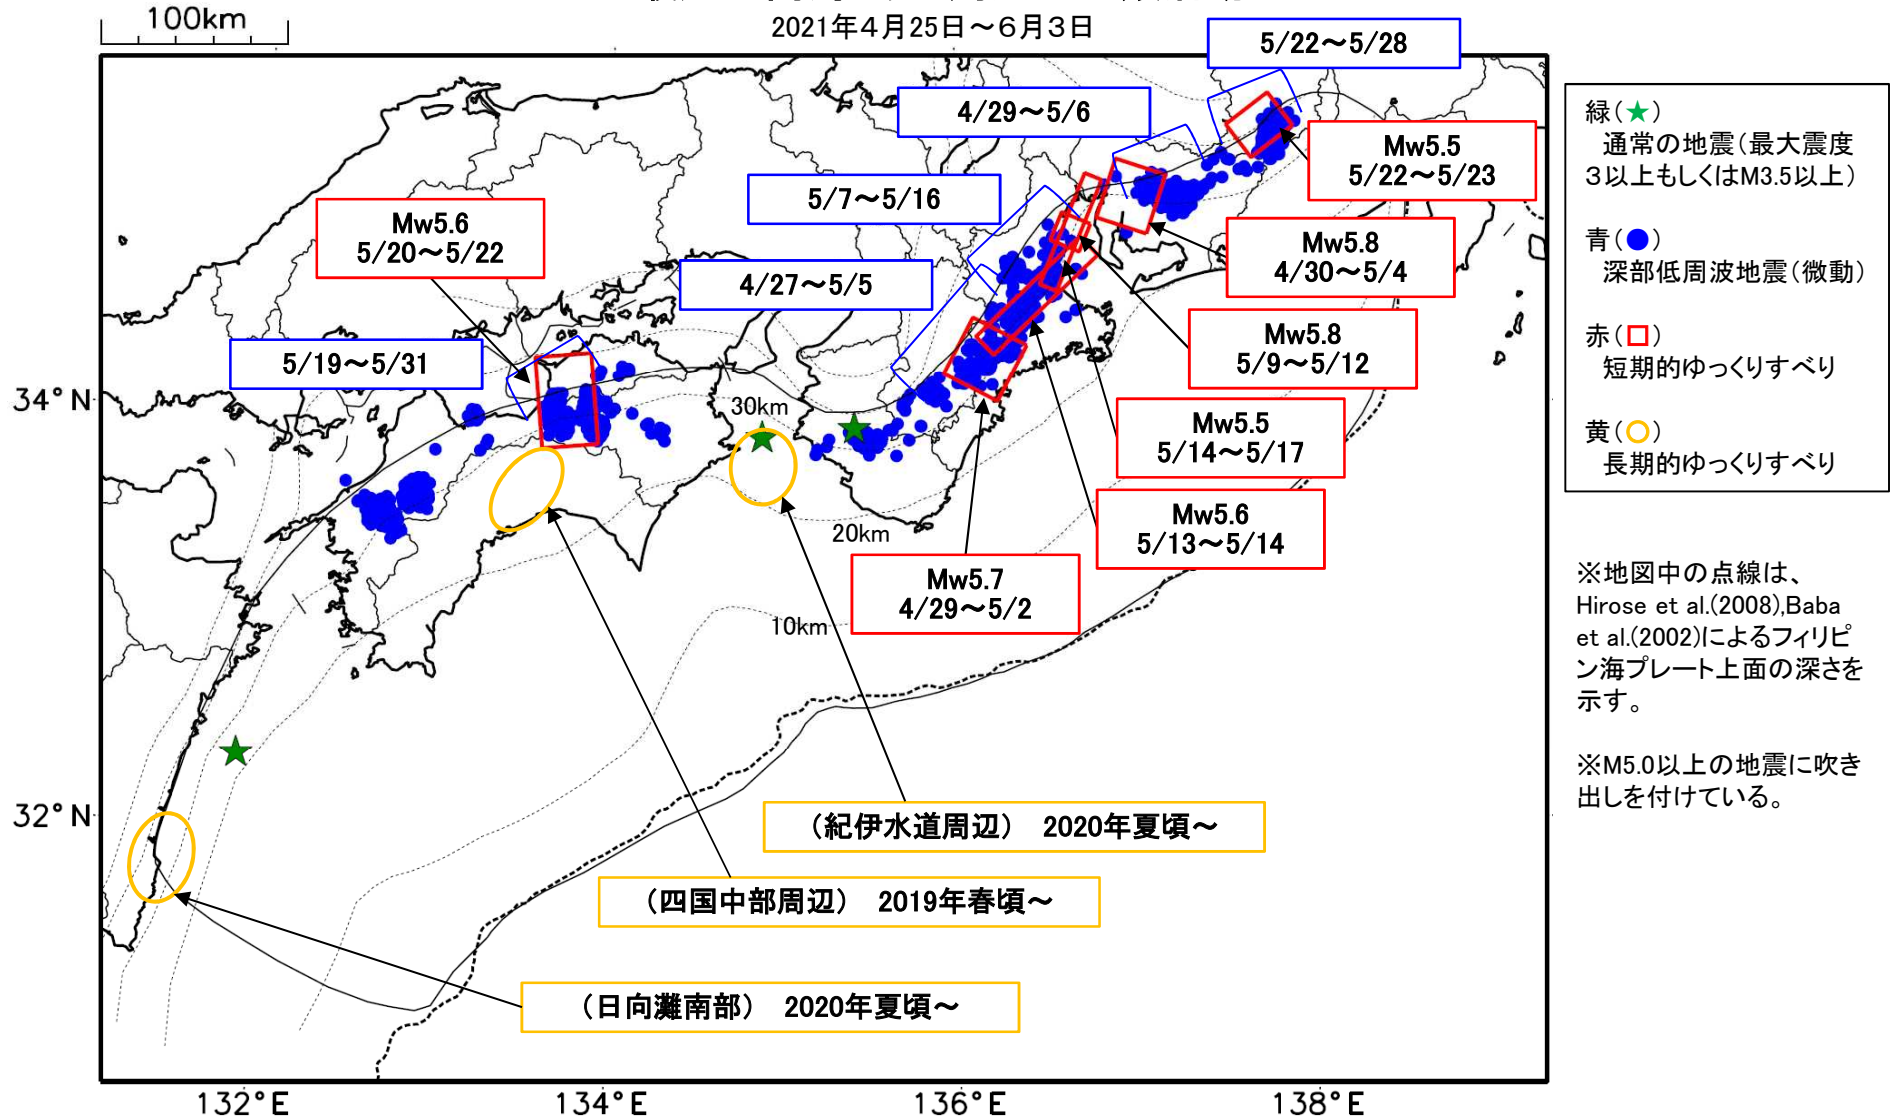 2021年4月25日～6月3日
100km
5/22～5/28
4/29～5/6
5/7～5/16
4/27～5/5
5/19～5/31
Mw5.6
5/20～5/22
Mw5.5
5/22～5/23
Mw5.8
4/30～5/4
Mw5.8
5/9～5/12
Mw5.5
5/14～5/17
Mw5.6
5/13～5/14
Mw5.7
4/29～5/2
30km
20km
10km
（紀伊水道周辺） 2020年夏頃～
（四国中部周辺） 2019年春頃～
（日向灘南部） 2020年夏頃～
34°N
32°N
132°E
134°E
136°E
138°E
緑（★）
通常の地震（最大震度
3以上もしくはM3.5以上）
青（●）
深部低周波地震（微動）
赤（□）
短期的ゆっくりすべり
黄（○）
長期的ゆっくりすべり
※地図中の点線は、
Hirose et al.(2008),Baba
et al.(2002)によるフィリピ
ン海プレート上面の深さを
示す。
※M5.0以上の地震に吹き
出しを付けている。